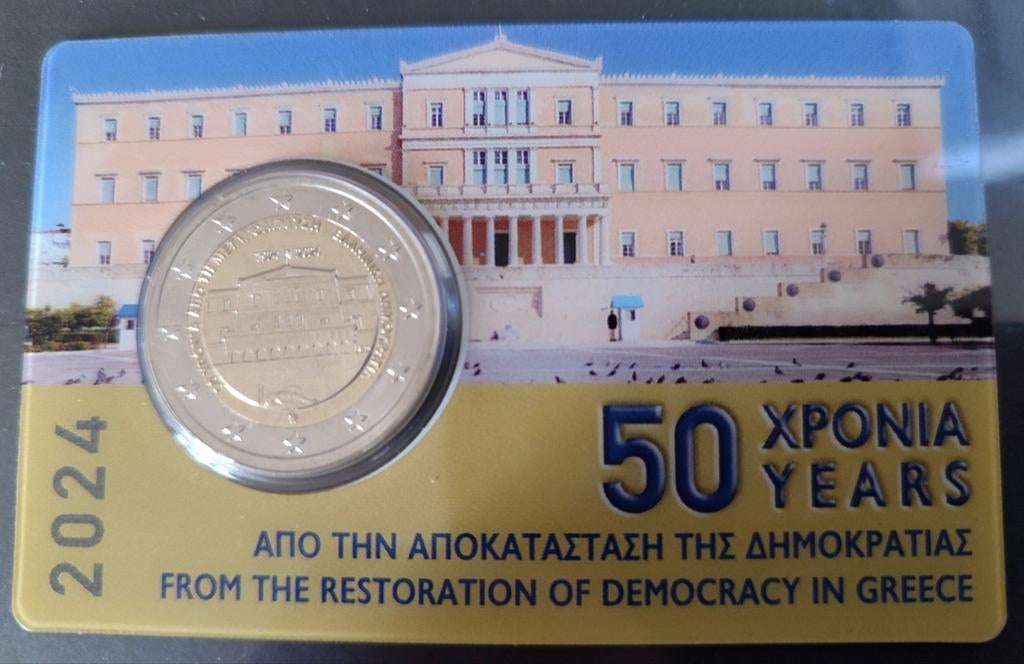 2024
50 ΧΡΟΝΙΑ
YEARS
ΑΠΟ ΤΗΝ ΑΠΟΚΑΤΑΣΤΑΣΗ ΤΗΣ ΔΗΜΟΚΡΑΤΙΑΣ
FROM THE RESTORATION OF DEMOCRACY IN GREECE